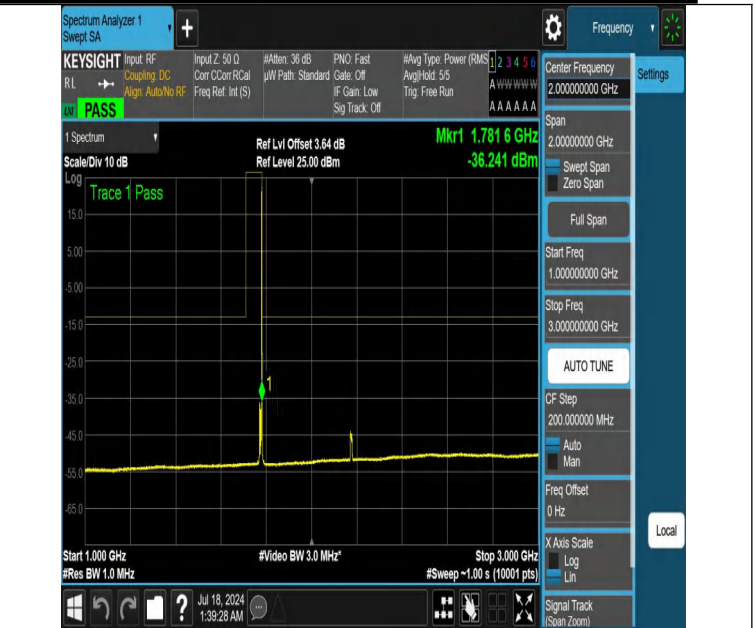 Spectrum Analyzer 1
Swept SA
+
Frequency
KEYSIGHT
RL
PASS
Input: RF
Coupling: DC
Align: Auto/No RF
Input Z: 50 Ω
Corr CCorr RCal
Freq Ref: Int (S)
#Atten: 36 dB
µW Path: Standard
PNO: Fast
Gate: Off
IF Gain: Low
Sig Track: Off
#Avg Type: Power (RMS
Avg|Hold: 5/5
Trig: Free Run
1 2 3 4 5 6
A W W W W W
A A A A A A
1 Spectrum
Scale/Div 10 dB
Ref Lvl Offset 3.64 dB
Ref Level 25.00 dBm
Mkr1 1.781 6 GHz
-36.241 dBm
Log
Trace 1 Pass
15.0
5.00
-5.00
-15.0
-25.0
-35.0
-45.0
-55.0
-65.0
1
Start 1.000 GHz
#Res BW 1.0 MHz
#Video BW 3.0 MHz*
Stop 3.000 GHz
#Sweep ~1.00 s (10001 pts)
Center Frequency
2.000000000 GHz
Settings
Span
2.00000000 GHz
Swept Span
Zero Span
Full Span
Start Freq
1.000000000 GHz
Stop Freq
3.000000000 GHz
AUTO TUNE
CF Step
200.000000 MHz
Auto
Man
Freq Offset
0 Hz
X Axis Scale
Log
Lin
Local
Signal Track
(Span Zoom)
?
Jul 18, 2024
1:39:28 AM